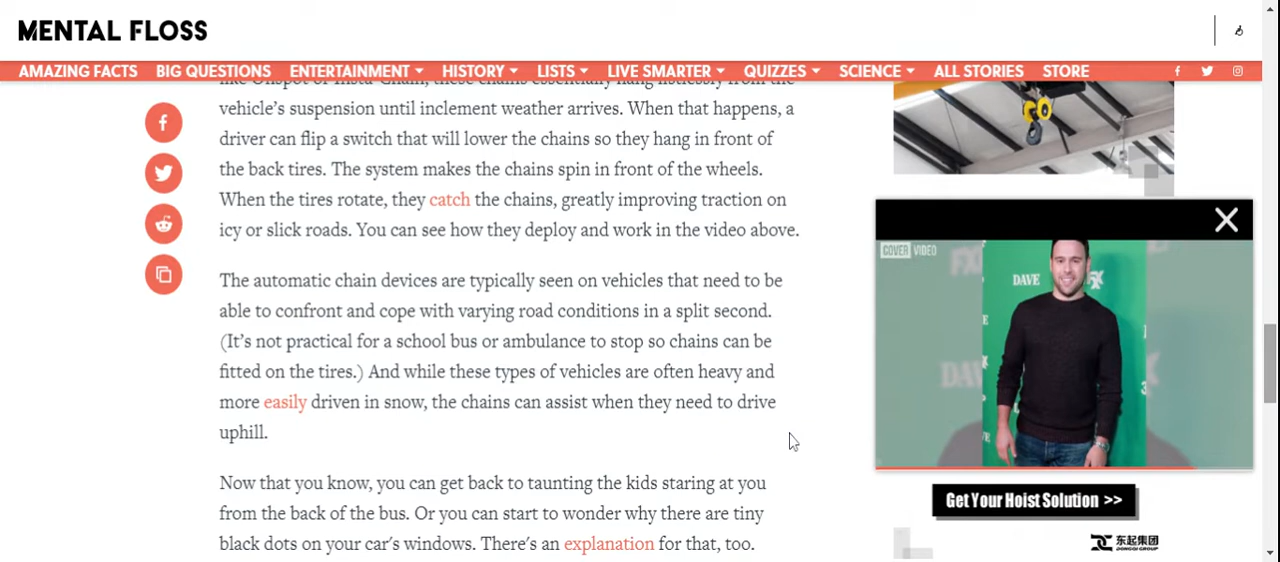 MENTAL FLOSS
AMAZING FACTS BIG QUESTIONS ENTERTAINMENT HISTORY LISTS LIVE SMARTER QUIZZES SCIENCE ALL STORIES STORE
vehicle's suspension until inclement weather arrives. When that happens, a
driver can flip a switch that will lower the chains so they hang in front of
the back tires. The system makes the chains spin in front of the wheels.
When the tires rotate, they catch the chains, greatly improving traction on
icy or slick roads. You can see how they deploy and work in the video above.
The automatic chain devices are typically seen on vehicles that need to be
able to confront and cope with varying road conditions in a split second.
(It's not practical for a school bus or ambulance to stop so chains can be
fitted on the tires.) And while these types of vehicles are often heavy and
more easily driven in snow, the chains can assist when they need to drive
uphill.
Now that you know, you can get back to taunting the kids staring at you
from the back of the bus. Or you can start to wonder why there are tiny
black dots on your car's windows. There's an explanation for that, too.
COVER VIDEO
FX
DAVE
DAV
Get Your Hoist Solution >>
东起集团
DONGQI GROUP